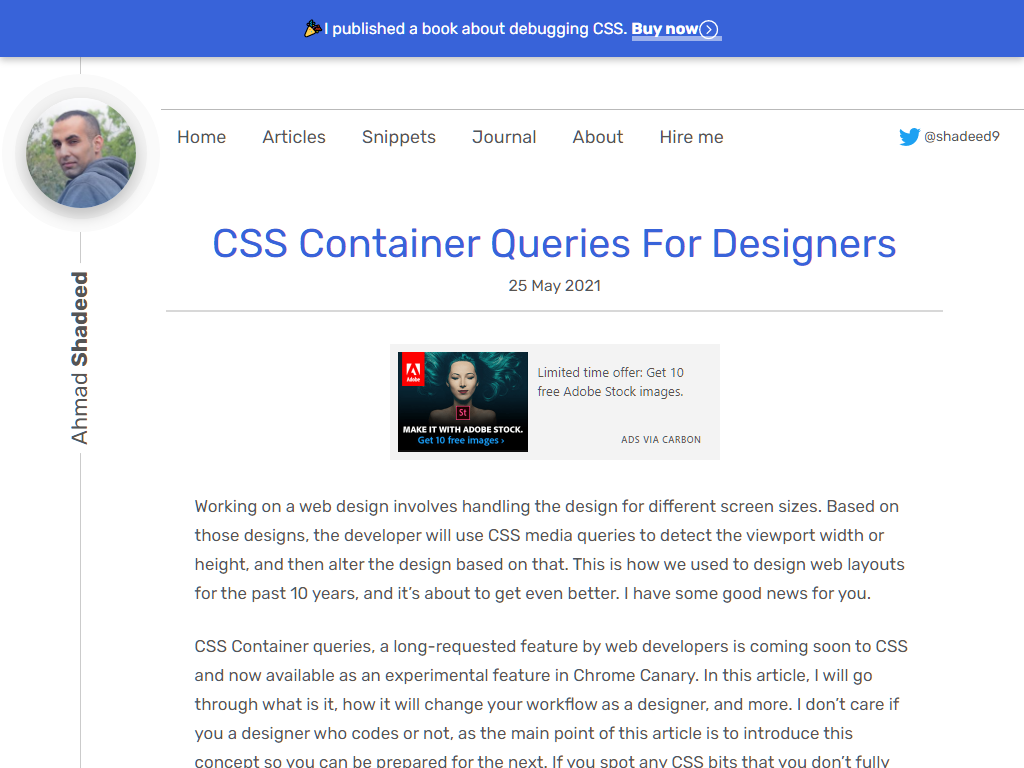 I published a book about debugging CSS. Buy now
Home Articles Snippets Journal About Hire me @shadeed9
Ahmad Shadeed
CSS Container Queries For Designers
25 May 2021
Adobe
St
MAKE IT WITH ADOBE STOCK.
Get 10 free images ›
Limited time offer: Get 10
free Adobe Stock images.
ADS VIA CARBON
Working on a web design involves handling the design for different screen sizes. Based on
those designs, the developer will use CSS media queries to detect the viewport width or
height, and then alter the design based on that. This is how we used to design web layouts
for the past 10 years, and it’s about to get even better. I have some good news for you.
CSS Container queries, a long-requested feature by web developers is coming soon to CSS
and now available as an experimental feature in Chrome Canary. In this article, I will go
through what is it, how it will change your workflow as a designer, and more. I don’t care if
you a designer who codes or not, as the main point of this article is to introduce this
concept so you can be prepared for the next. If you spot any CSS bits that you don’t fully